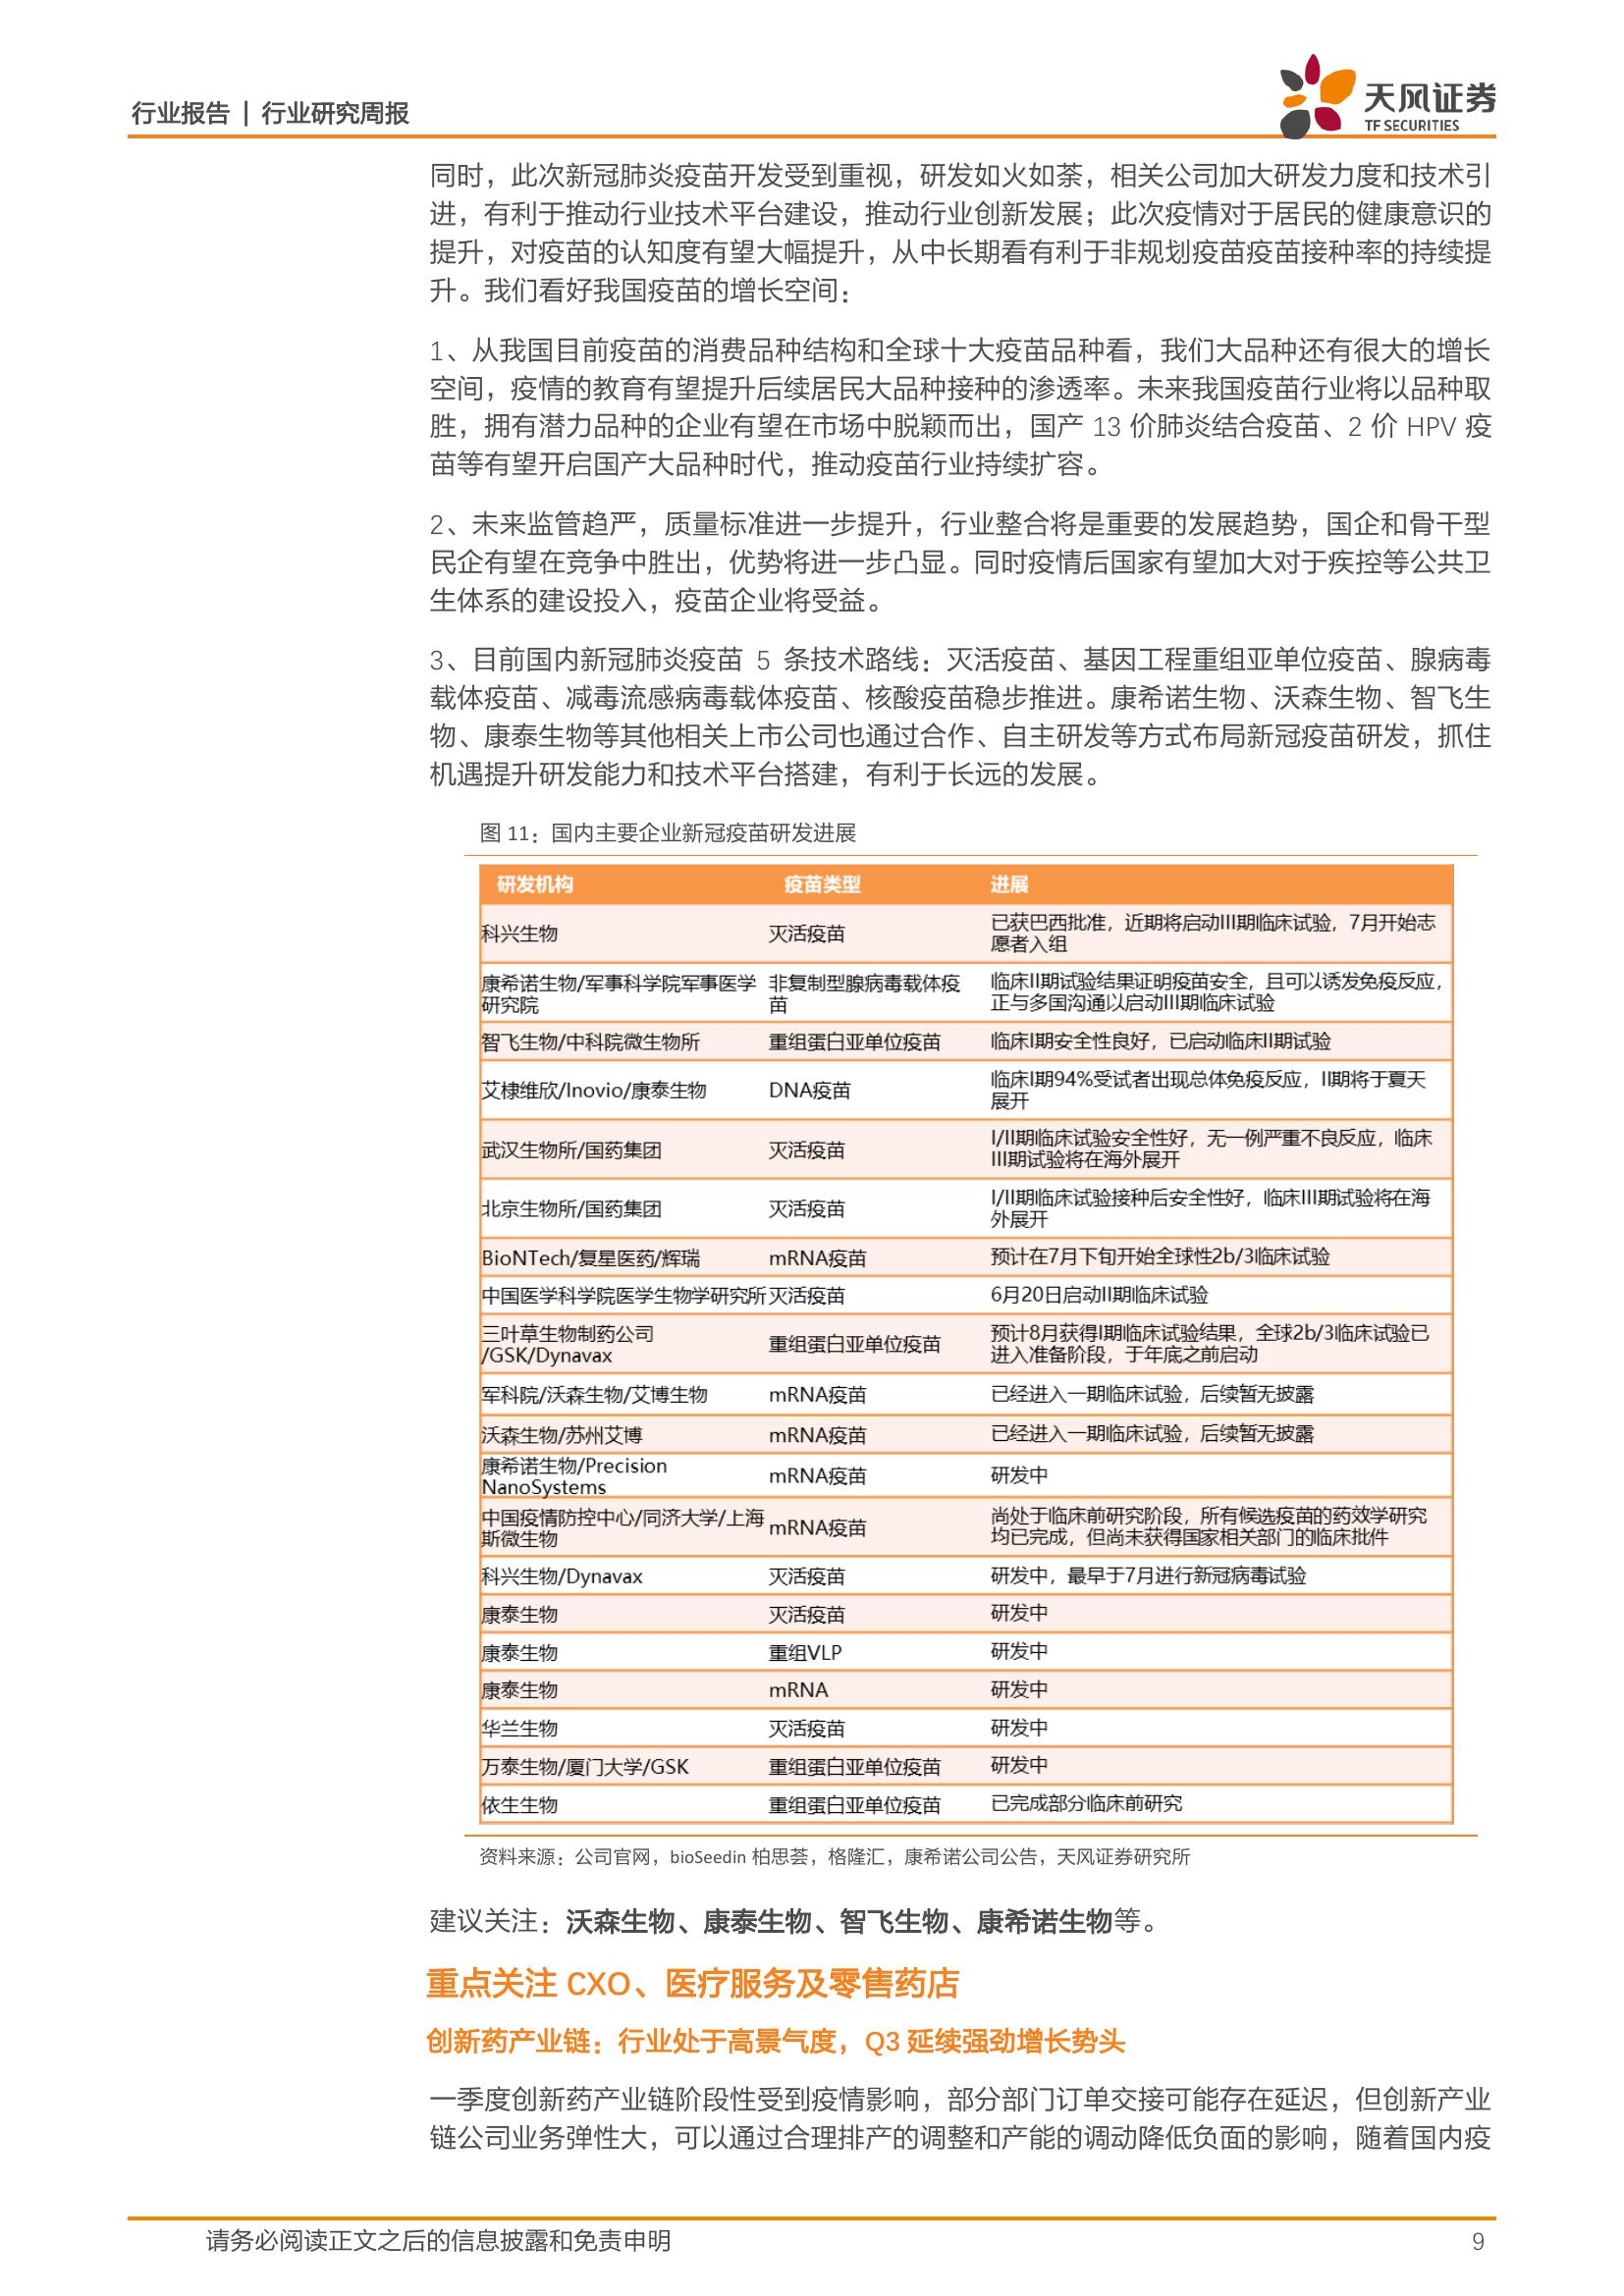 行业报告 | 行业研究周报
天风证券
TF SECURITIES
同时，此次新冠肺炎疫苗开发受到重视，研发如火如荼，相关公司加大研发力度和技术引
进，有利于推动行业技术平台建设，推动行业创新发展；此次疫情对于居民的健康意识的
提升，对疫苗的认知度有望大幅提升，从中长期看有利于非规划疫苗疫苗接种率的持续提
升。我们看好我国疫苗的增长空间：
1、从我国目前疫苗的消费品种结构和全球十大疫苗品种看，我们大品种还有很大的增长
空间，疫情的教育有望提升后续居民大品种接种的渗透率。未来我国疫苗行业将以品种取
胜，拥有潜力品种的企业有望在市场中脱颖而出，国产 13 价肺炎结合疫苗、2 价 HPV 疫
苗等有望开启国产大品种时代，推动疫苗行业持续扩容。
2、未来监管趋严，质量标准进一步提升，行业整合将是重要的发展趋势，国企和骨干型
民企有望在竞争中胜出，优势将进一步凸显。同时疫情后国家有望加大对于疾控等公共卫
生体系的建设投入，疫苗企业将受益。
3、目前国内新冠肺炎疫苗 5 条技术路线：灭活疫苗、基因工程重组亚单位疫苗、腺病毒
载体疫苗、减毒流感病毒载体疫苗、核酸疫苗稳步推进。康希诺生物、沃森生物、智飞生
物、康泰生物等其他相关上市公司也通过合作、自主研发等方式布局新冠疫苗研发，抓住
机遇提升研发能力和技术平台搭建，有利于长远的发展。
图 11：国内主要企业新冠疫苗研发进展
研发机构 疫苗类型 进展
科兴生物 灭活疫苗 已获巴西批准，近期将启动III期临床试验，7月开始志
愿者入组
康希诺生物/军事科学院军事医学 非复制型腺病毒载体疫 临床II期试验结果证明疫苗安全，且可以诱发免疫反应，
研究院 苗 正与多国沟通以启动III期临床试验
智飞生物/中科院微生物所 重组蛋白亚单位疫苗 临床I期安全性良好，已启动临床II期试验
艾棣维欣/Inovio/康泰生物 DNA疫苗 临床I期94%受试者出现总体免疫反应，II期将于夏天
展开
武汉生物所/国药集团 灭活疫苗 I/II期临床试验安全性好，无一例严重不良反应，临床
III期试验将在海外展开
北京生物所/国药集团 灭活疫苗 I/II期临床试验接种后安全性好，临床III期试验将在海
外展开
BioNTech/复星医药/辉瑞 mRNA疫苗 预计在7月下旬开始全球性2b/3临床试验
中国医学科学院医学生物学研究所 灭活疫苗 6月20日启动II期临床试验
三叶草生物制药公司 重组蛋白亚单位疫苗 预计8月获得I期临床试验结果，全球2b/3临床试验已
/GSK/Dynavax 进入准备阶段，于年底之前启动
军科院/沃森生物/艾博生物 mRNA疫苗 已经进入一期临床试验，后续暂无披露
沃森生物/苏州艾博 mRNA疫苗 已经进入一期临床试验，后续暂无披露
康希诺生物/Precision mRNA疫苗 研发中
NanoSystems
中国疫情防控中心/同济大学/上海 mRNA疫苗 尚处于临床前研究阶段，所有候选疫苗的药效学研究
斯微生物 均已完成，但尚未获得国家相关部门的临床批件
科兴生物/Dynavax 灭活疫苗 研发中，最早于7月进行新冠病毒试验
康泰生物 灭活疫苗 研发中
康泰生物 重组VLP 研发中
康泰生物 mRNA 研发中
华兰生物 灭活疫苗 研发中
万泰生物/厦门大学/GSK 重组蛋白亚单位疫苗 研发中
依生生物 重组蛋白亚单位疫苗 已完成部分临床前研究
资料来源：公司官网，bioSeedin 柏思荟，格隆汇，康希诺公司公告，天风证券研究所
建议关注：沃森生物、康泰生物、智飞生物、康希诺生物等。
重点关注 CXO、医疗服务及零售药店
创新药产业链：行业处于高景气度，Q3 延续强劲增长势头
一季度创新药产业链阶段性受到疫情影响，部分部门订单交接可能存在延迟，但创新产业
链公司业务弹性大，可以通过合理排产的调整和产能的调动降低负面的影响，随着国内疫
请务必阅读正文之后的信息披露和免责申明 9